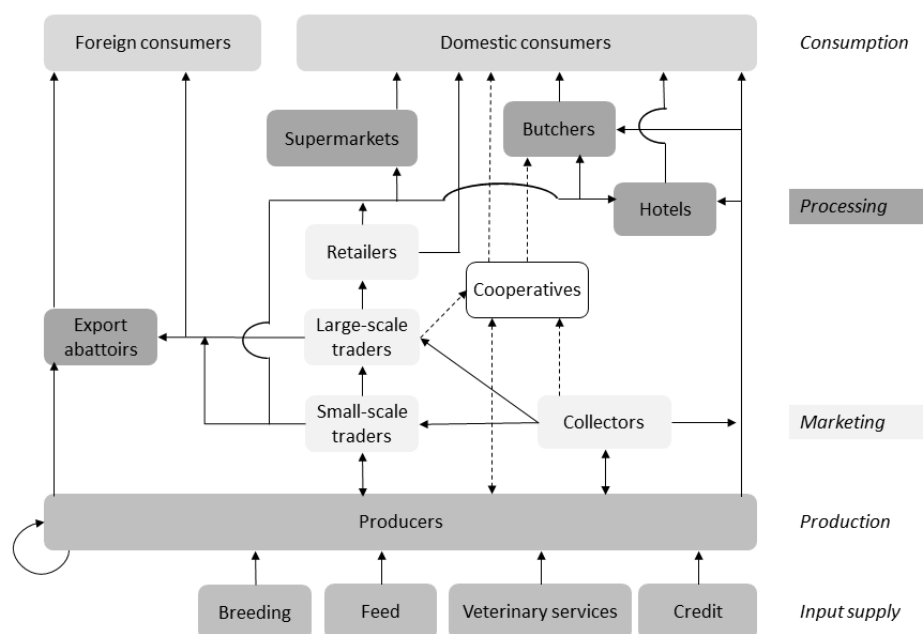 Foreign consumers
Domestic consumers
Consumption
Supermarkets
Butchers
Processing
Hotels
Retailers
Cooperatives
Export
abattoirs
Large-scale
traders
Small-scale
traders
Collectors
Marketing
Producers
Production
Breeding
Feed
Veterinary services
Credit
Input supply